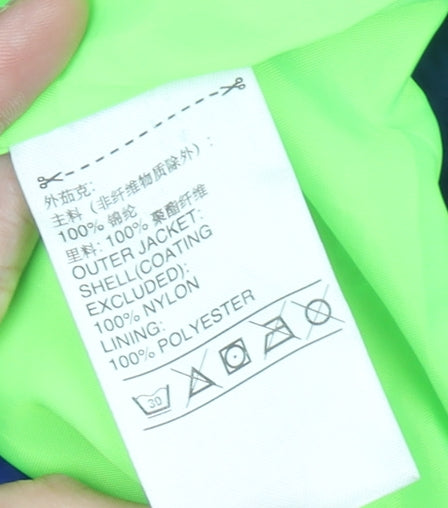 外茄克:
主料（非纤维物质除外）:
100% 锦纶
里料: 100% 聚酯纤维
OUTER JACKET:
SHELL(COATING
EXCLUDED):
100% NYLON
LINING:
100% POLYESTER
30